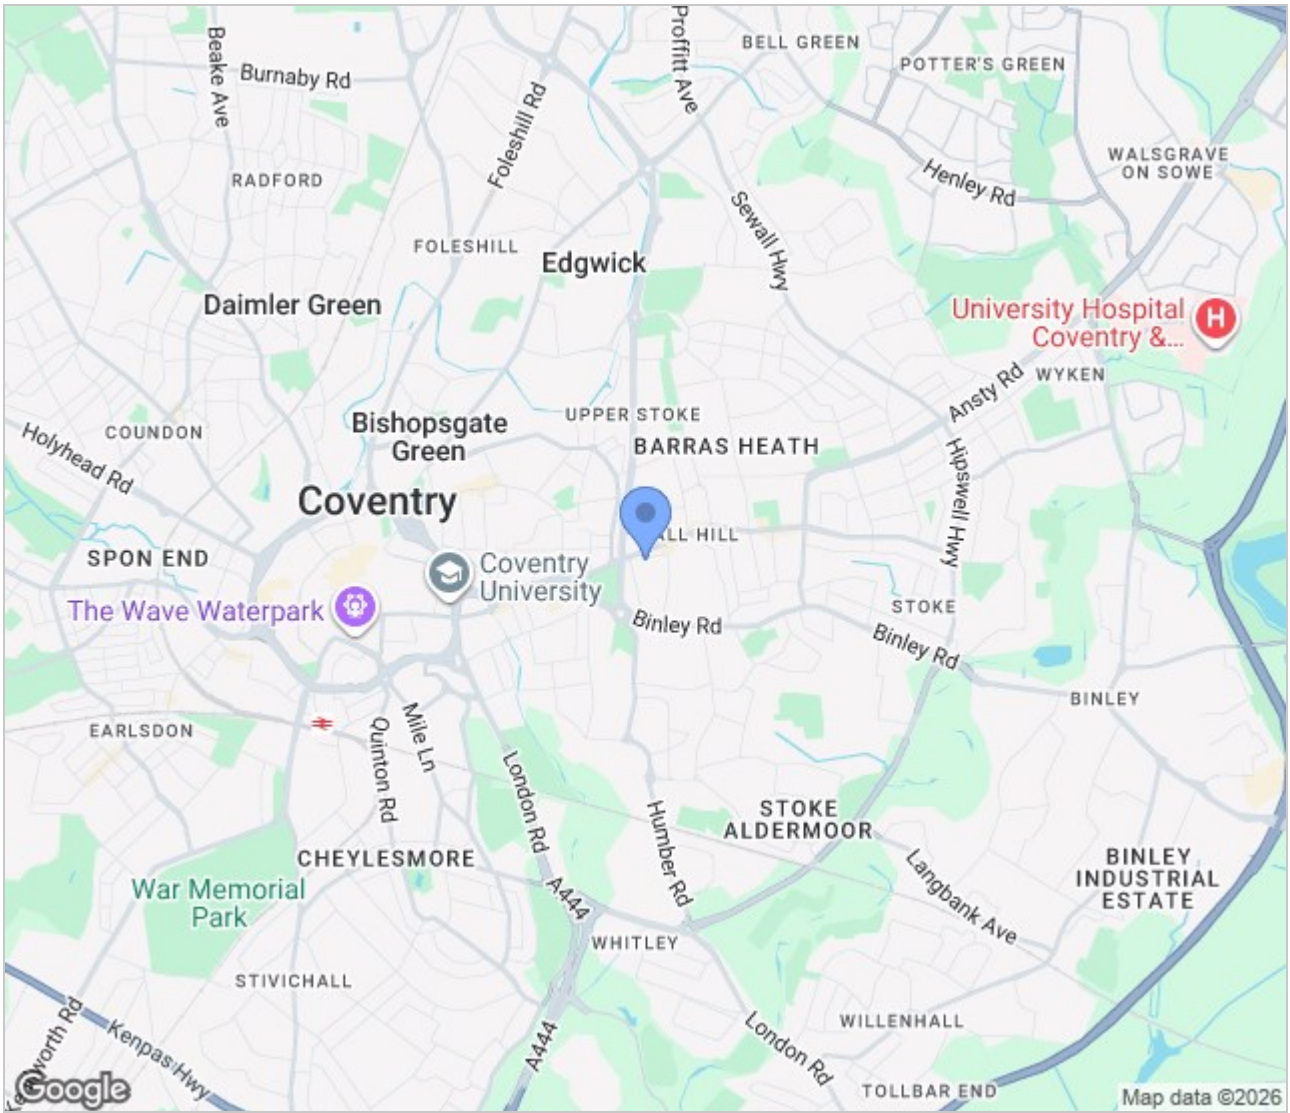 Beake Ave
Burnaby Rd
Foleshill Rd
Proffitt Ave
BELL GREEN
POTTER'S GREEN
RADFORD
WALSGRAVE
ON SOWE
Henley Rd
Sewall Hwy
FOLESHILL
Edgwick
Daimler Green
University Hospital
Coventry &...
H
WYKEN
Ansty Rd
Holyhead Rd
COUNDON
Bishopsgate
Green
UPPER STOKE
BARRAS HEATH
Hipswell Hwy
Coventry
ALL HILL
SPON END
Coventry
University
The Wave Waterpark
STOKE
Binley Rd
Binley Rd
EARLSDON
BINLEY
Mile Ln
Quinton Rd
London Rd
Humber Rd
STOKE
ALDERMOOR
CHEYLESMORE
War Memorial
Park
A444
Langbank Ave
BINLEY
INDUSTRIAL
ESTATE
WHITLEY
STIVICHALL
WILLENHALL
Kenpas Hwy
A444
London Rd
TOLLBAR END
Google
Map data ©2026